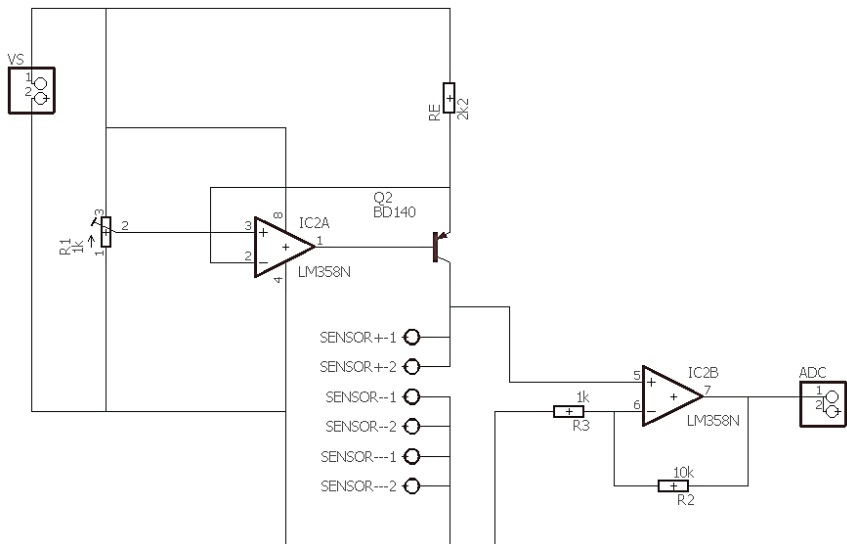 VS
1
2
RE
2k2
Q2
BD140
3
2
1
R1
1k
IC2A
8
3
2
1
4
LM358N
SENSOR+-1
SENSOR+-2
SENSOR--1
SENSOR--2
SENSOR---1
SENSOR---2
IC2B
5
6
7
LM358N
ADC
1
2
1k
R3
10k
R2